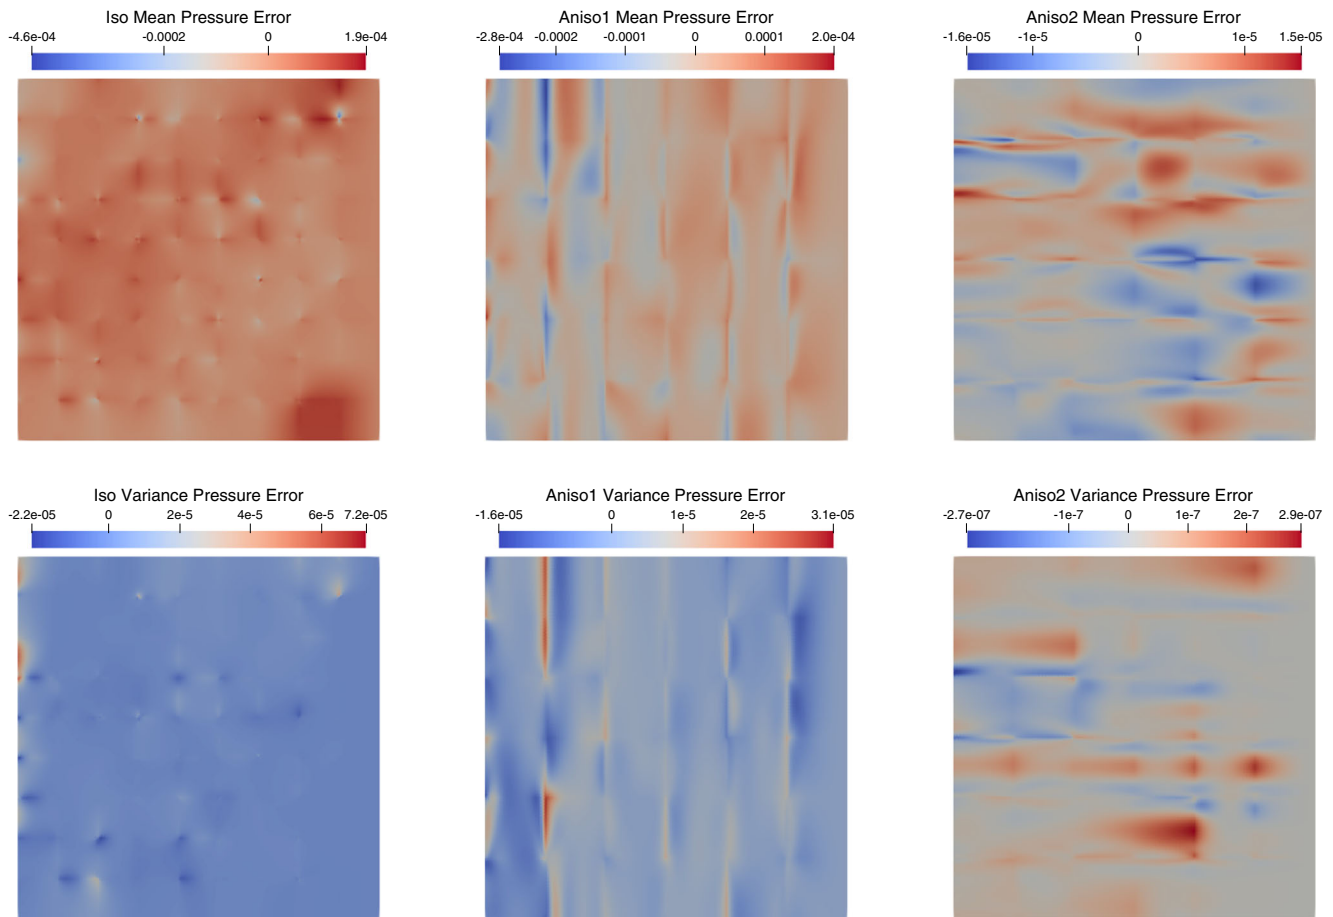 Iso Mean Pressure Error
-4.6e-04 -0.0002 0 1.9e-04
Aniso1 Mean Pressure Error
-2.8e-04 -0.0002 -0.0001 0 0.0001 2.0e-04
Aniso2 Mean Pressure Error
-1.6e-05 -1e-5 0 1e-5 1.5e-05
Iso Variance Pressure Error
-2.2e-05 0 2e-5 4e-5 6e-5 7.2e-05
Aniso1 Variance Pressure Error
-1.6e-05 0 1e-5 2e-5 3.1e-05
Aniso2 Variance Pressure Error
-2.7e-07 -1e-7 0 1e-7 2e-7 2.9e-07